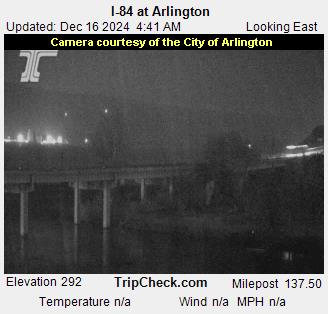 I-84 at Arlington
Updated: Dec 16 2024 4:41 AM Looking East
Camera courtesy of the City of Arlington
Elevation 292 TripCheck.com Milepost 137.50
Temperature n/a Wind n/a MPH n/a